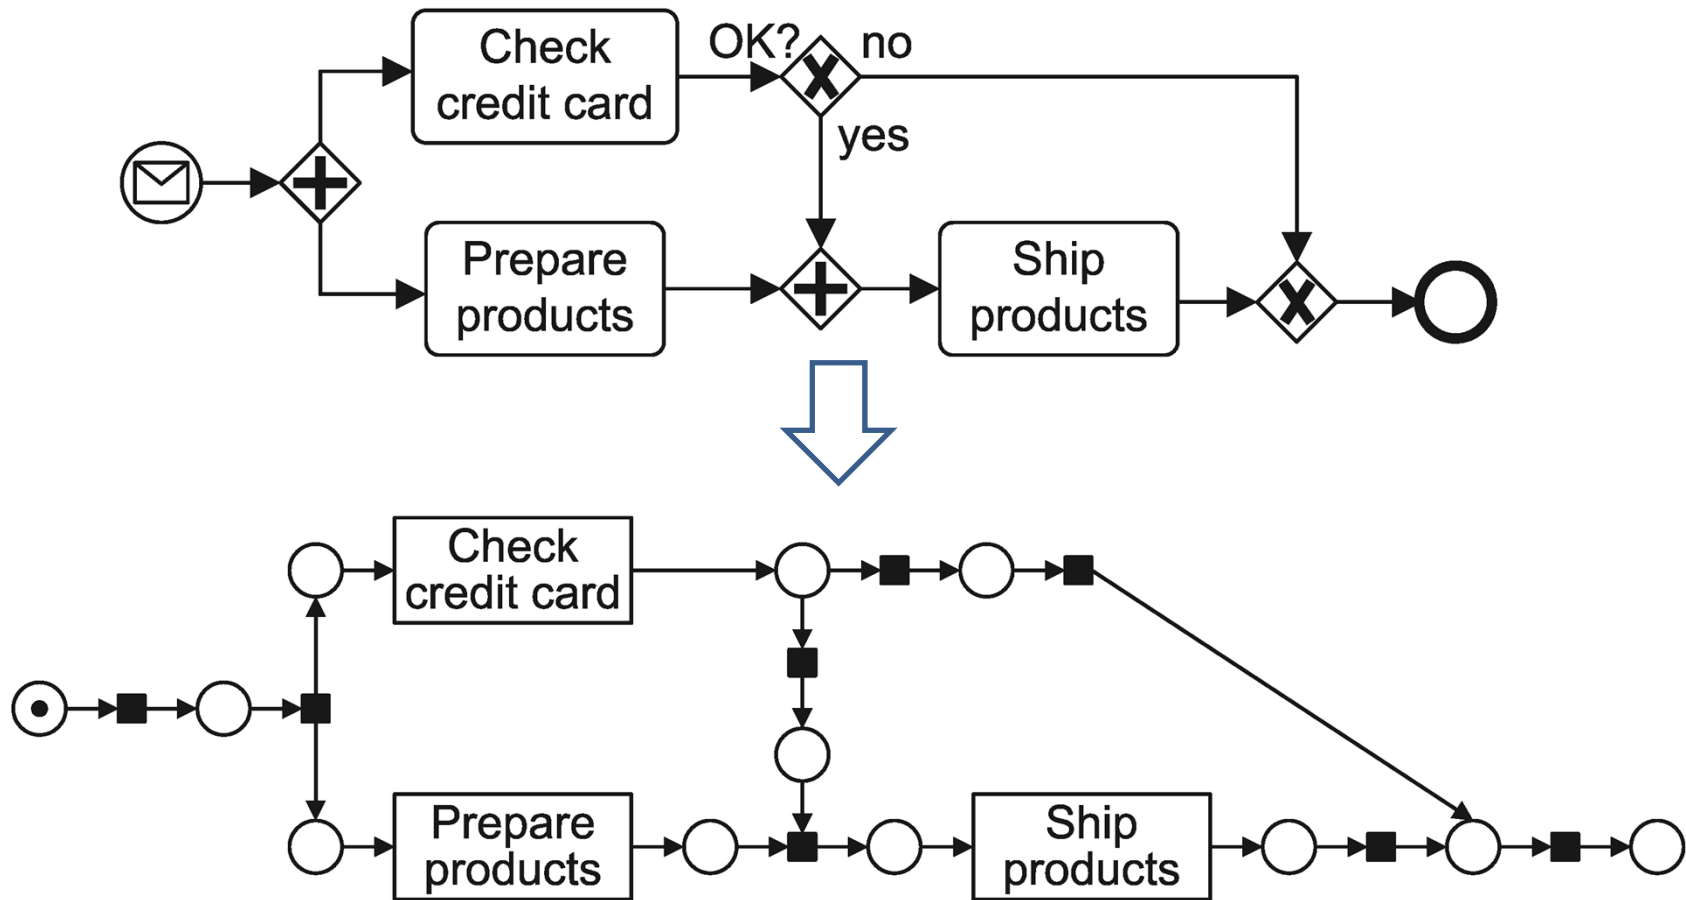 Check
credit card
OK?
no
yes
Prepare
products
Ship
products
Check
credit card
Prepare
products
Ship
products